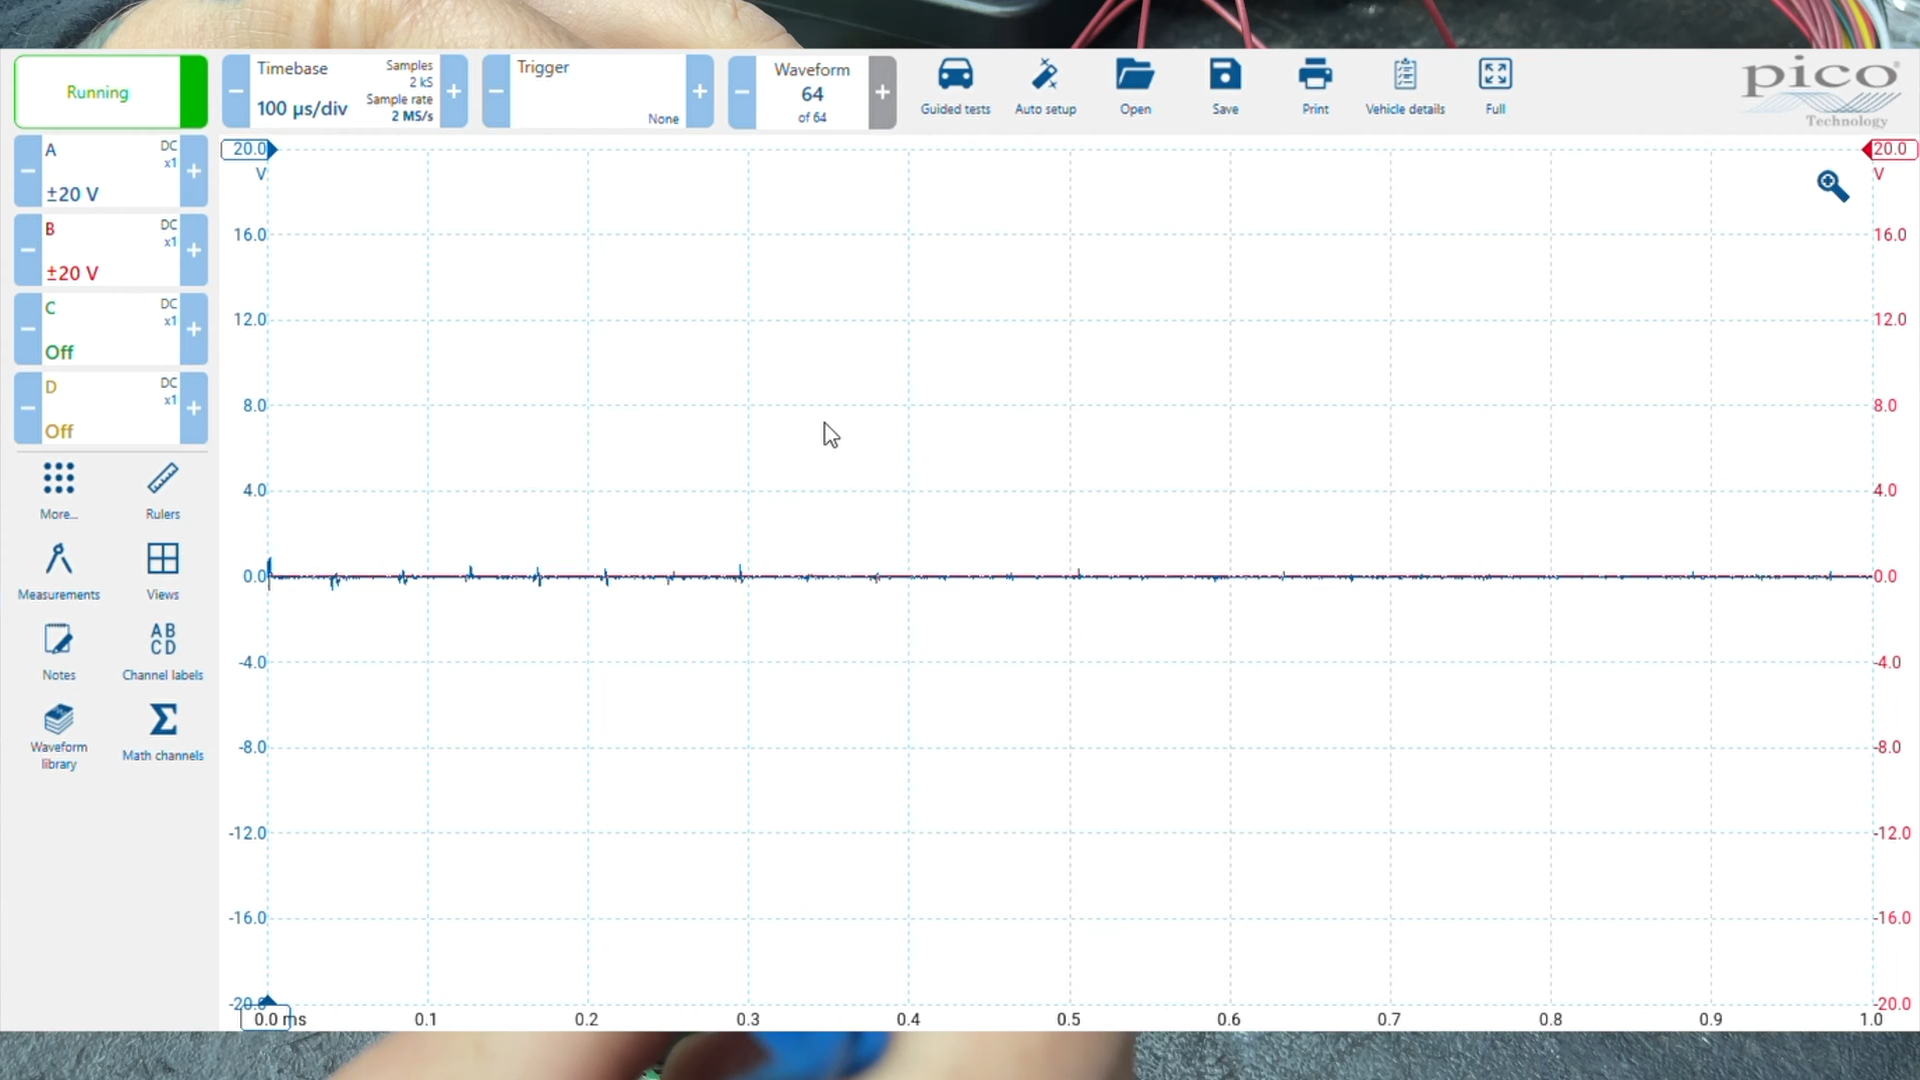 Running
Timebase
100 µs/div
Samples
2 kS
Sample rate
2 MS/s
Trigger
None
Waveform
64
of 64
Guided tests
Auto setup
Open
Save
Print
Vehicle details
Full
pico
Technology
A
DC
x1
±20 V
B
DC
x1
±20 V
C
DC
x1
Off
D
DC
x1
Off
More...
Rulers
Measurements
Views
Notes
AB
CD
Channel labels
Waveform
library
Σ
Math channels
20.0
V
16.0
12.0
8.0
4.0
0.0
-4.0
-8.0
-12.0
-16.0
-20.0
20.0
V
16.0
12.0
8.0
4.0
0.0
-4.0
-8.0
-12.0
-16.0
-20.0
0.0 ms
0.1
0.2
0.3
0.4
0.5
0.6
0.7
0.8
0.9
1.0